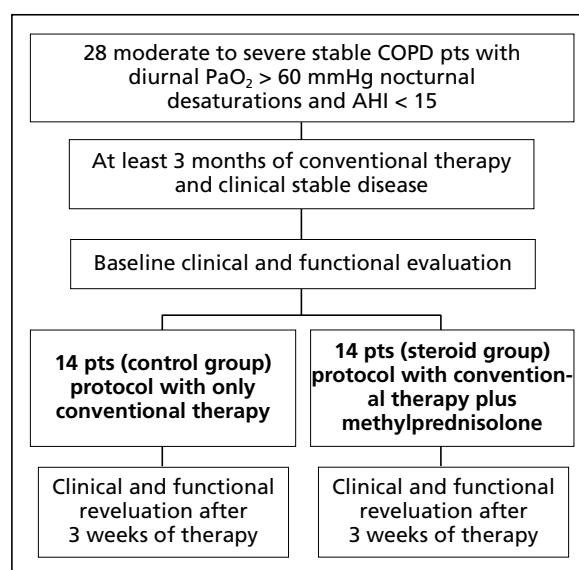 28 moderate to severe stable COPD pts with
diurnal PaO₂ > 60 mmHg nocturnal
desaturations and AHI < 15
At least 3 months of conventional therapy
and clinical stable disease
Baseline clinical and functional evaluation
14 pts (control group)
protocol with only
conventional therapy
14 pts (steroid group)
protocol with convention-
al therapy plus
methylprednisolone
Clinical and functional
reveluation after
3 weeks of therapy
Clinical and functional
reveluation after
3 weeks of therapy